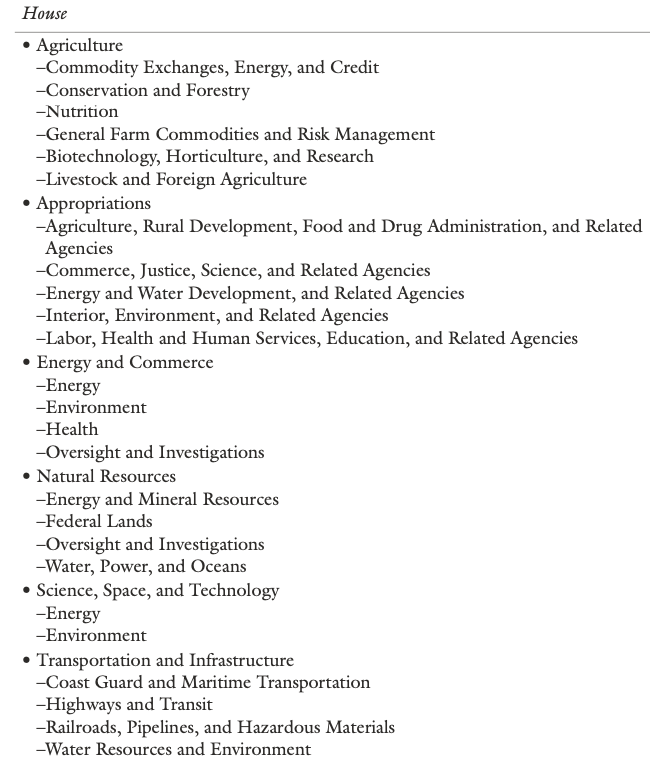 House
• Agriculture
–Commodity Exchanges, Energy, and Credit
–Conservation and Forestry
–Nutrition
–General Farm Commodities and Risk Management
–Biotechnology, Horticulture, and Research
–Livestock and Foreign Agriculture
• Appropriations
–Agriculture, Rural Development, Food and Drug Administration, and Related
Agencies
–Commerce, Justice, Science, and Related Agencies
–Energy and Water Development, and Related Agencies
–Interior, Environment, and Related Agencies
–Labor, Health and Human Services, Education, and Related Agencies
• Energy and Commerce
–Energy
–Environment
–Health
–Oversight and Investigations
• Natural Resources
–Energy and Mineral Resources
–Federal Lands
–Oversight and Investigations
–Water, Power, and Oceans
• Science, Space, and Technology
–Energy
–Environment
• Transportation and Infrastructure
–Coast Guard and Maritime Transportation
–Highways and Transit
–Railroads, Pipelines, and Hazardous Materials
–Water Resources and Environment